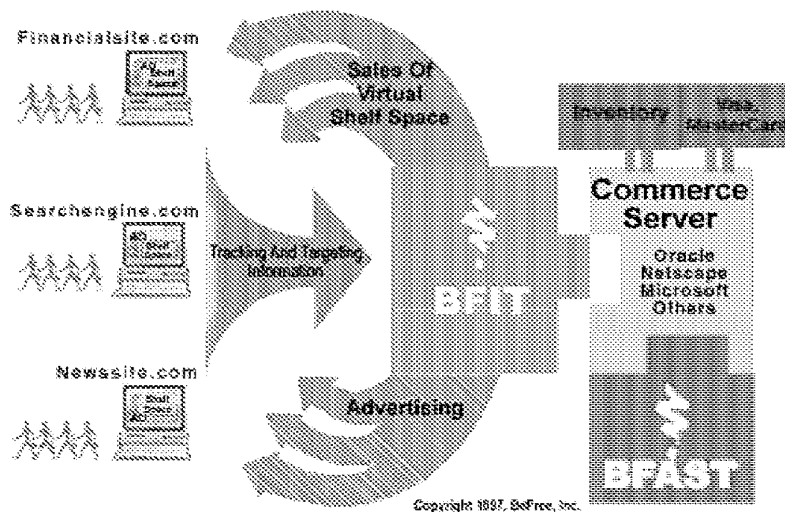 Financialsite.com
AD
Shelf
Space
Searchengine.com
AD
Shelf
Space
Newssite.com
Shelf
Space
AD
Sales Of
Virtual
Shelf Space
Tracking And Targeting
Information
Advertising
BFIT
Inventory
Visa,
MasterCard
Commerce
Server
Oracle
Netscape
Microsoft
Others
BFAST
Copyright 1997, BeFree, Inc.